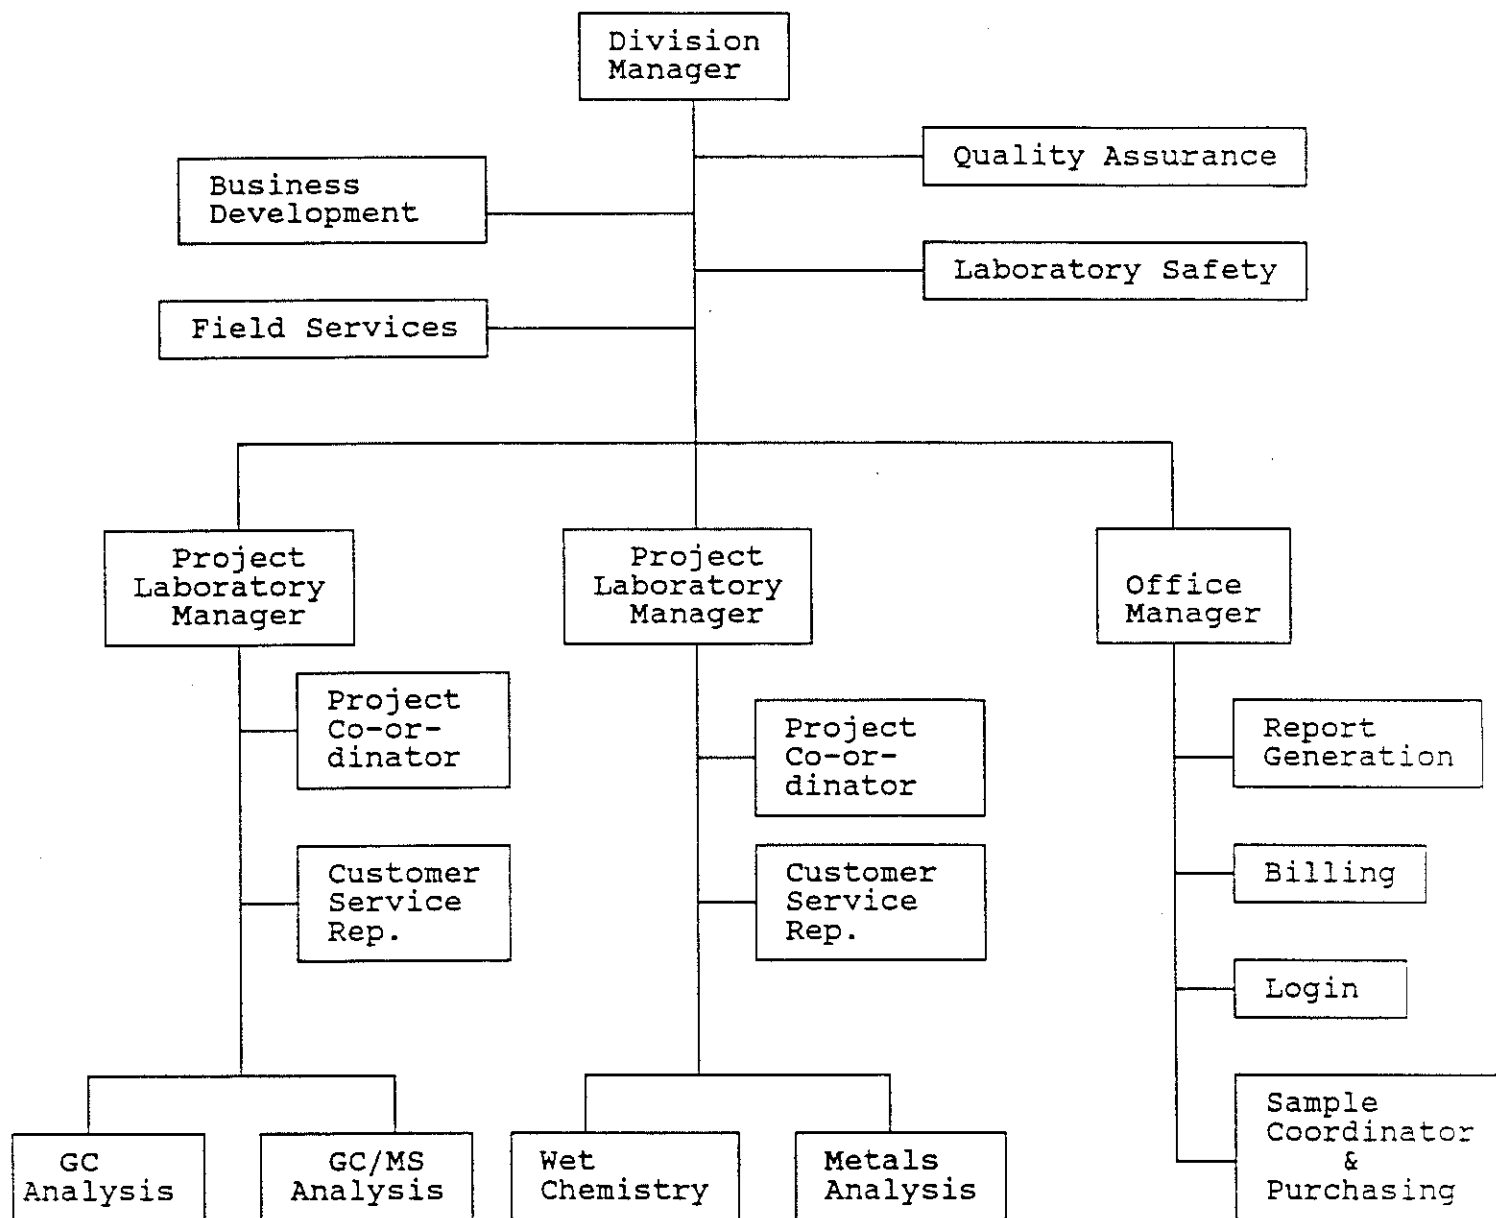 Division
Manager
Quality Assurance
Business
Development
Laboratory Safety
Field Services
Project
Laboratory
Manager
Project
Laboratory
Manager
Office
Manager
Project
Co-or-
dinator
Customer
Service
Rep.
Project
Co-or-
dinator
Customer
Service
Rep.
Report
Generation
Billing
Login
Sample
Coordinator
&
Purchasing
GC
Analysis
GC/MS
Analysis
Wet
Chemistry
Metals
Analysis